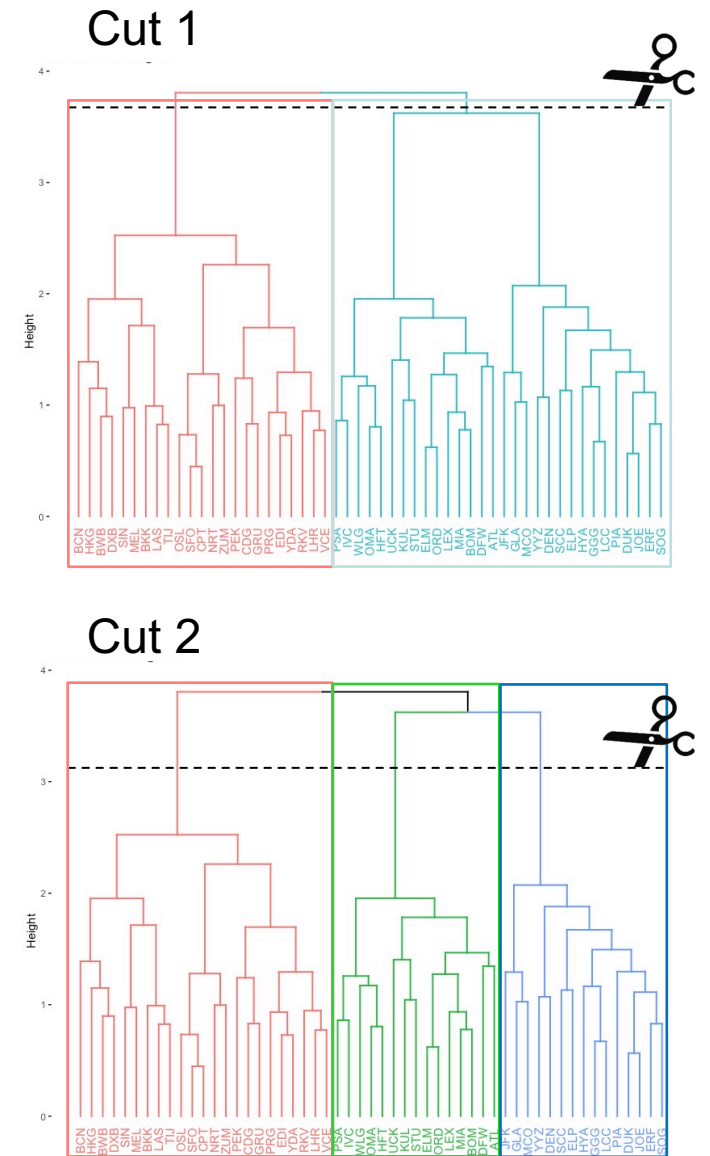 Cut 1
4
3
2
1
0
Height
BCN HKG BWB DXB SIN MEL BKK LAS TIJ OSL SFO CPT NRT ZUM PEK CDG GRU PRG EDI YDA RKV LHR VCE PSA IVC WLG OMA HFT UCK KUL STU ELM ORD LEX MIA BOM DFW ATL JFK GLA MCO YYZ DEN SCC ELP HYA GGG LCC PIA DUK JOE ERF SOG
Cut 2
4
3
2
1
0
Height
BCN HKG BWB DXB SIN MEL BKK LAS TIJ OSL SFO CPT NRT ZUM PEK CDG GRU PRG EDI YDA RKV LHR VCE PSA IVC WLG OMA HFT UCK KUL STU ELM ORD LEX MIA BOM DFW ATL JFK GLA MCO YYZ DEN SCC ELP HYA GGG LCC PIA DUK JOE ERF SOG